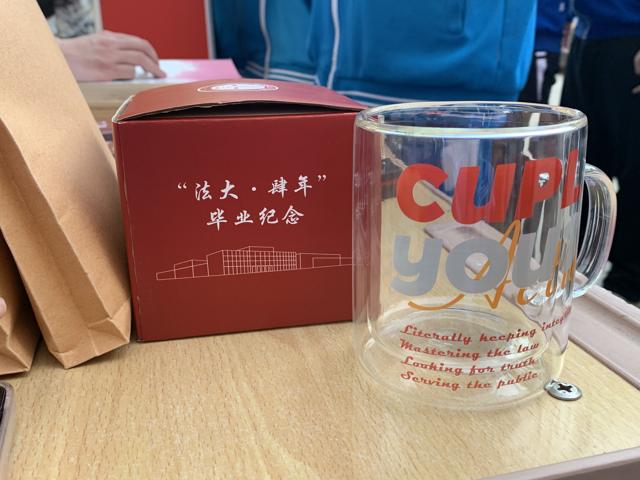 “法大·肆年”
毕业纪念
CUPL
you
Literally keeping
Mastering the law
Looking for truth
Serving the public